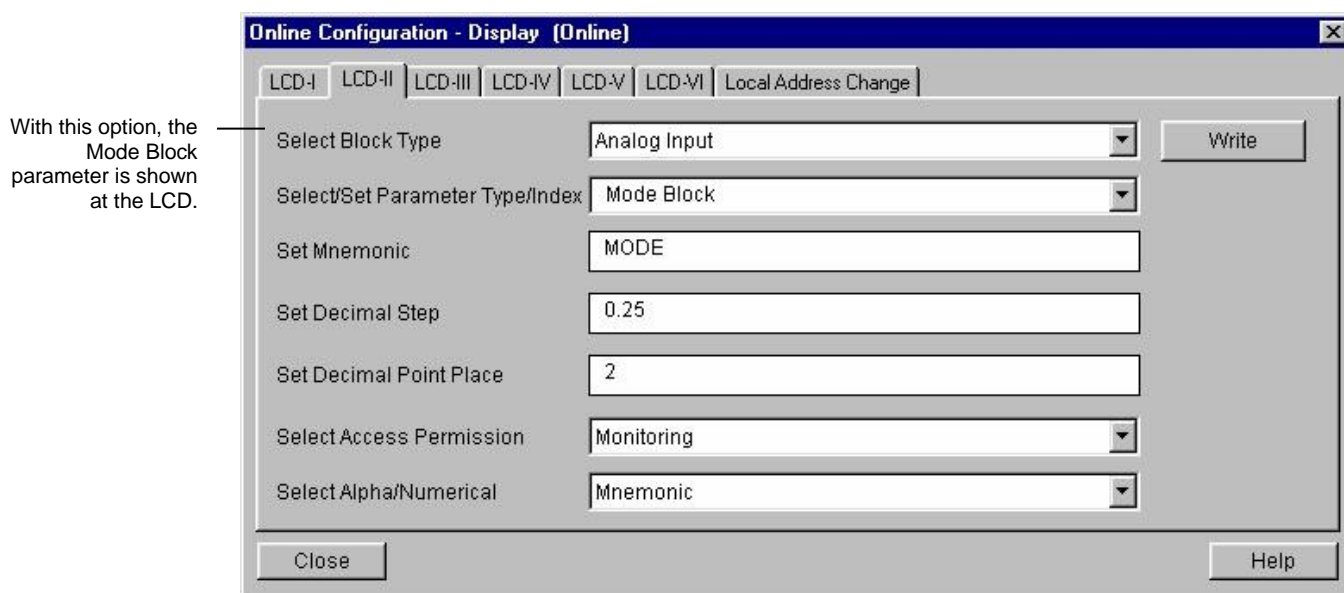 Online Configuration - Display (Online)
LCD-I LCD-II LCD-III LCD-IV LCD-V LCD-VI Local Address Change
With this option, the
Mode Block
parameter is shown
at the LCD.
Select Block Type Analog Input Write
Select/Set Parameter Type/Index Mode Block
Set Mnemonic MODE
Set Decimal Step 0.25
Set Decimal Point Place 2
Select Access Permission Monitoring
Select Alpha/Numerical Mnemonic
Close Help